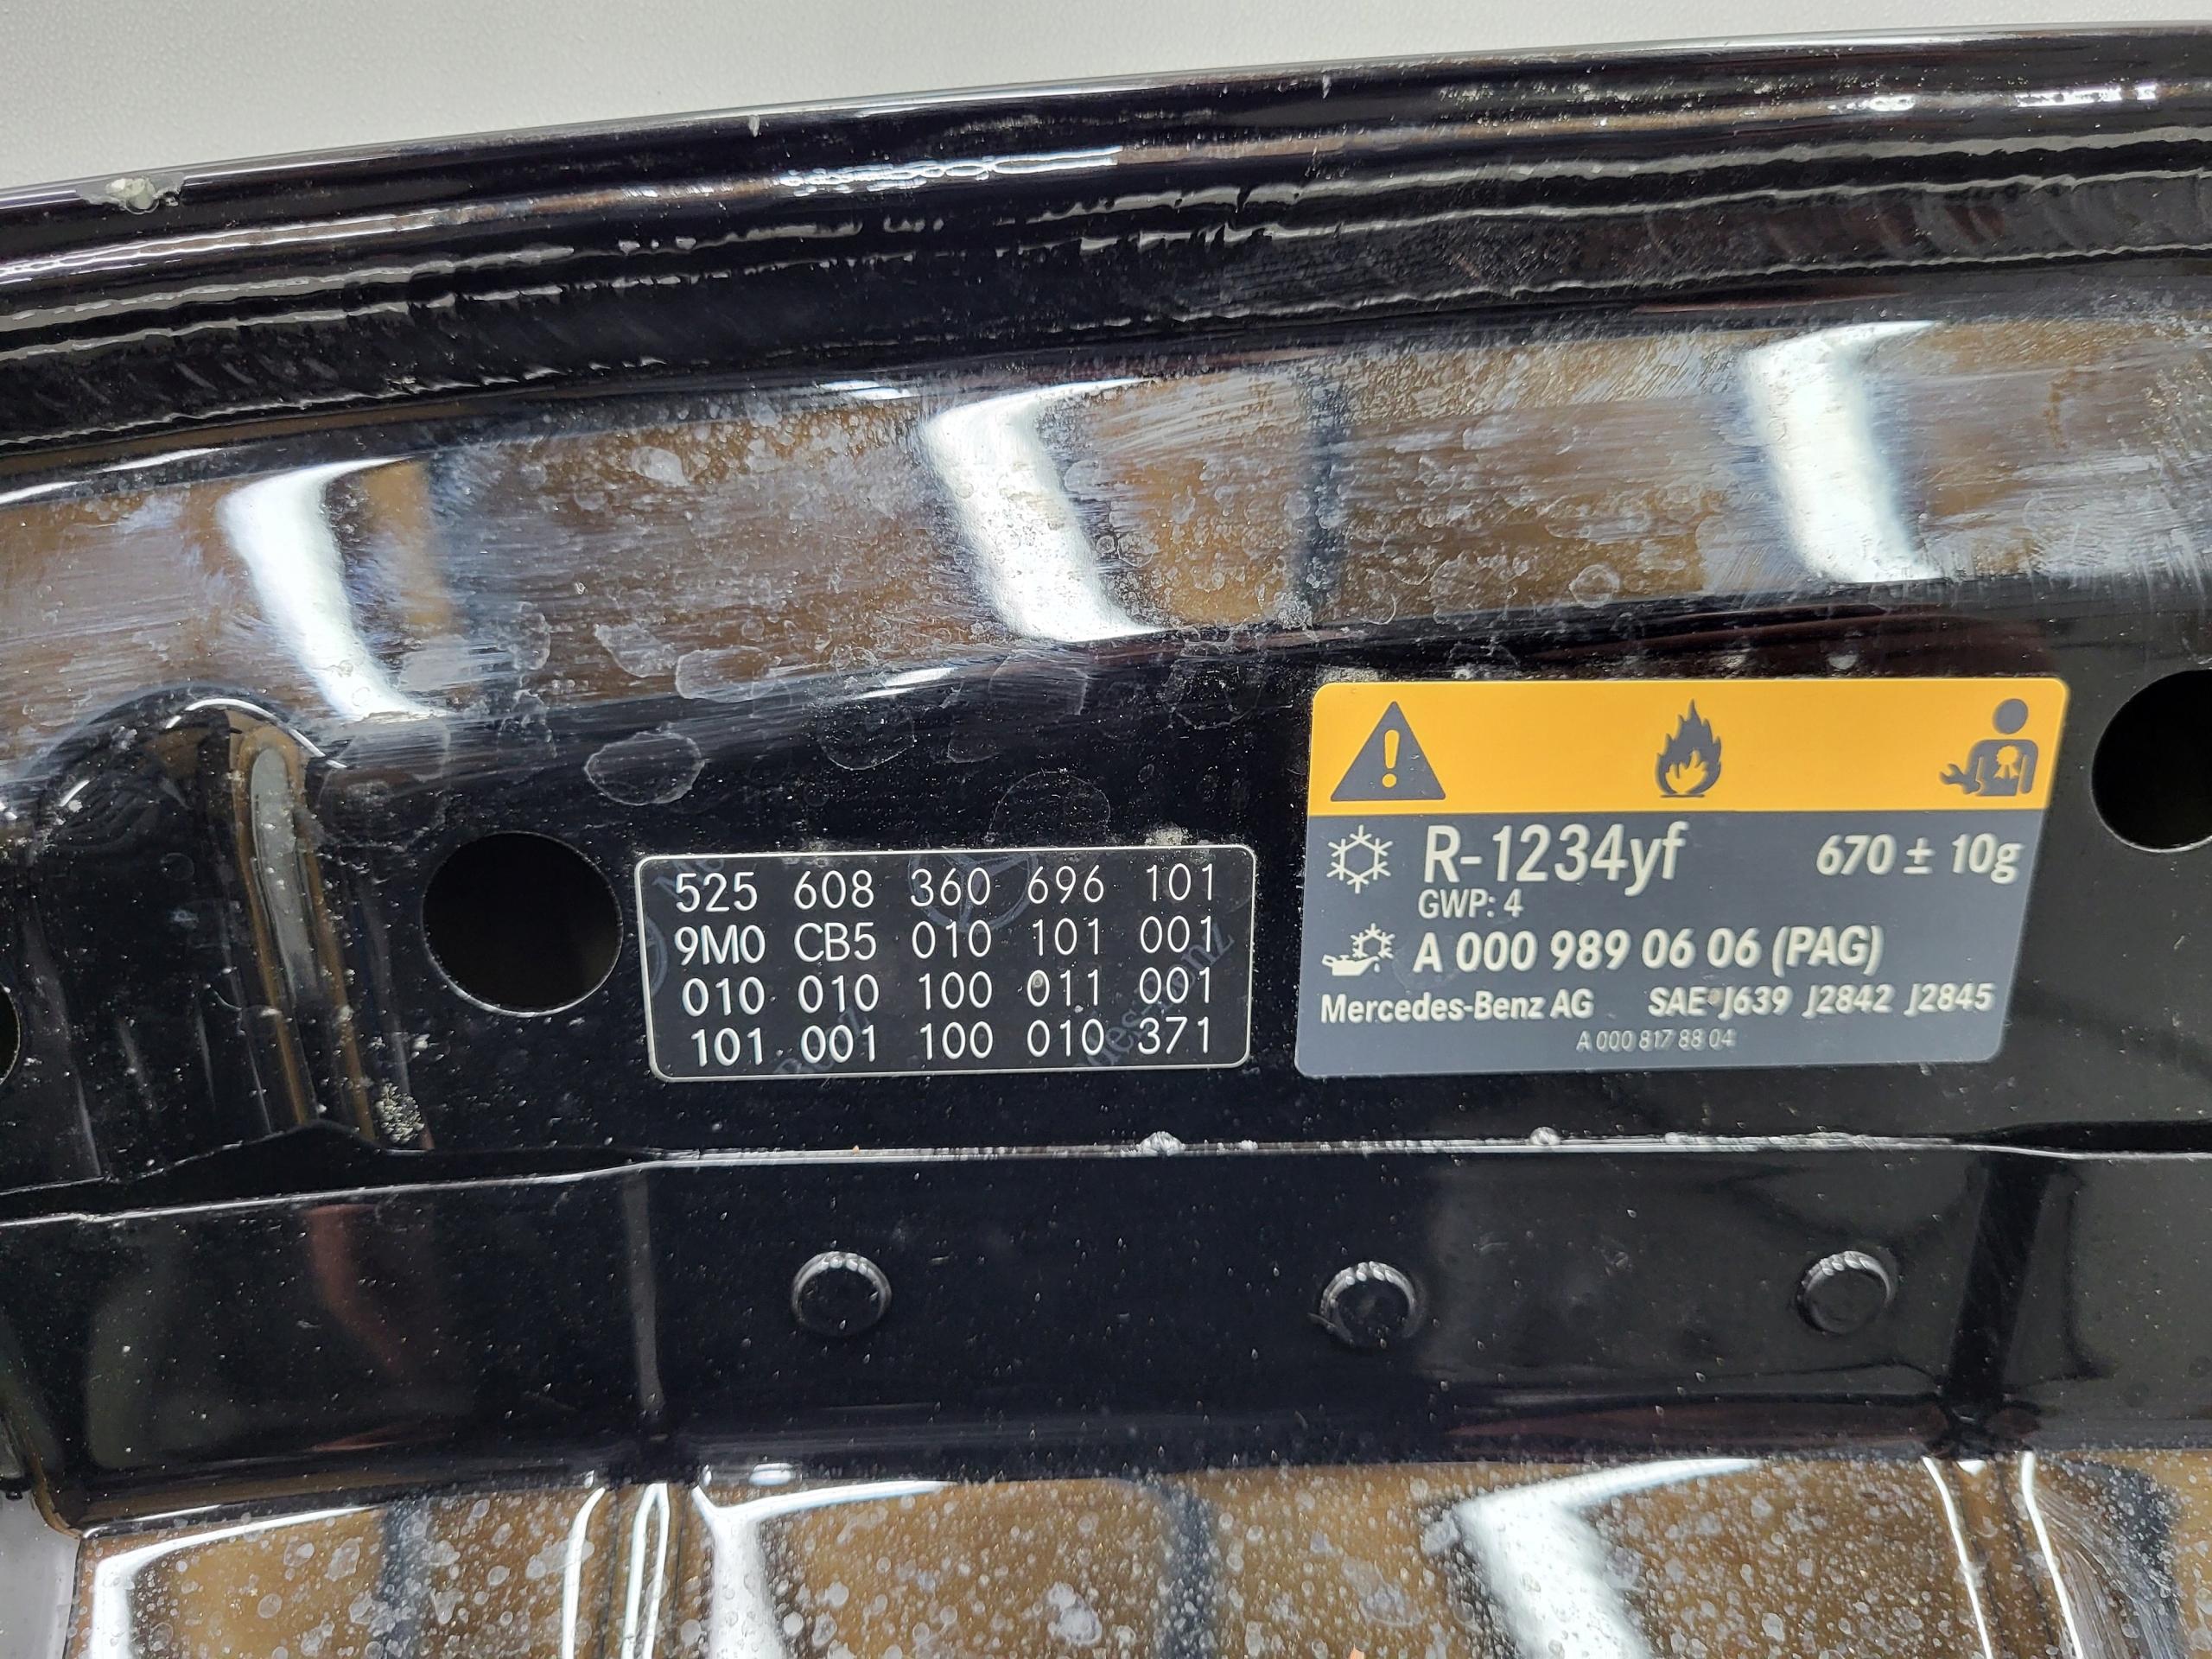 525 608 360 696 101
9M0 CB5 010 101 001
010 010 100 011 001
101 001 100 010 371
R-1234yf 670 ± 10g
GWP: 4
A 000 989 06 06 (PAG)
Mercedes-Benz AG SAE J639 J2842 J2845
A 000 817 88 04